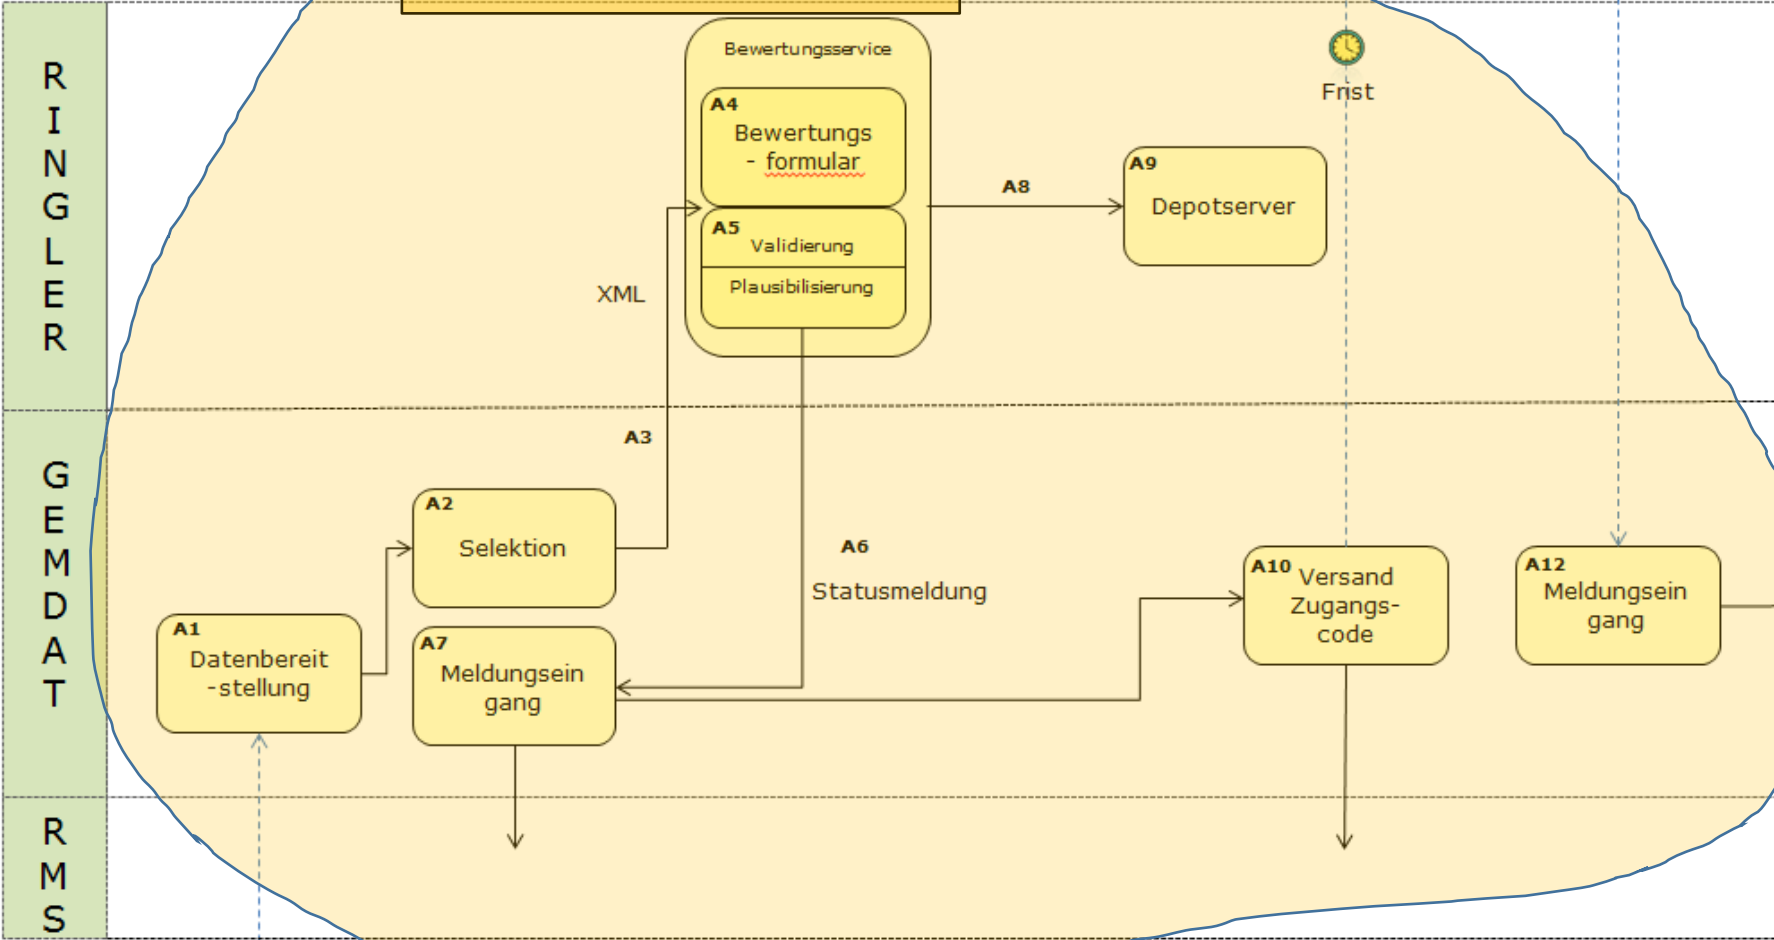 RINGLER
Bewertungsservice
A4
Bewertungs
- formular
A5
Validierung
Plausibilisierung
A8
Frist
A9
Depotserver
XML
GEMDAT
A3
A2
Selektion
A6
Statusmeldung
A1
Datenbereit
-stellung
A7
Meldungsein
gang
A10
Versand
Zugangs-
code
A12
Meldungsein
gang
RMS